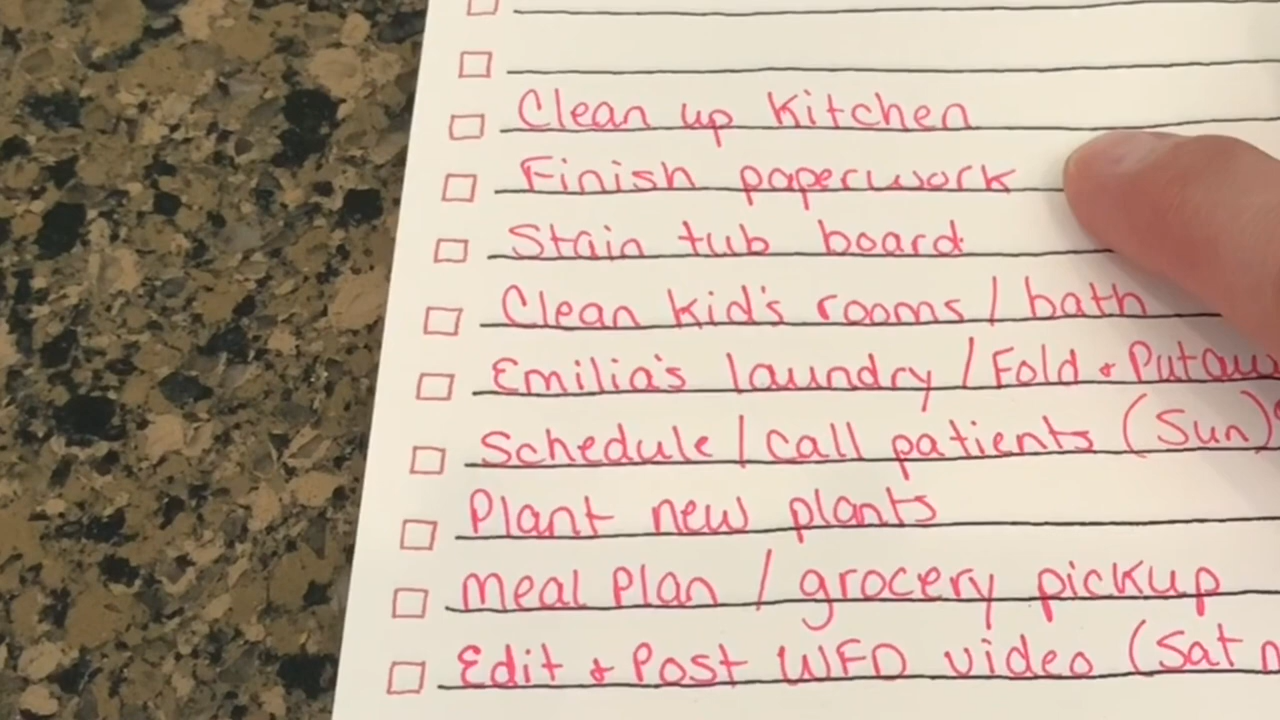 Clean up Kitchen
Finish paperwork
Stain tub board
Clean kid's rooms / bath
Emilia's laundry / Fold &
Schedule / call patients (Sun)
Plant new plants
Meal Plan / grocery pickup
Edit & Post WFD video (Sat